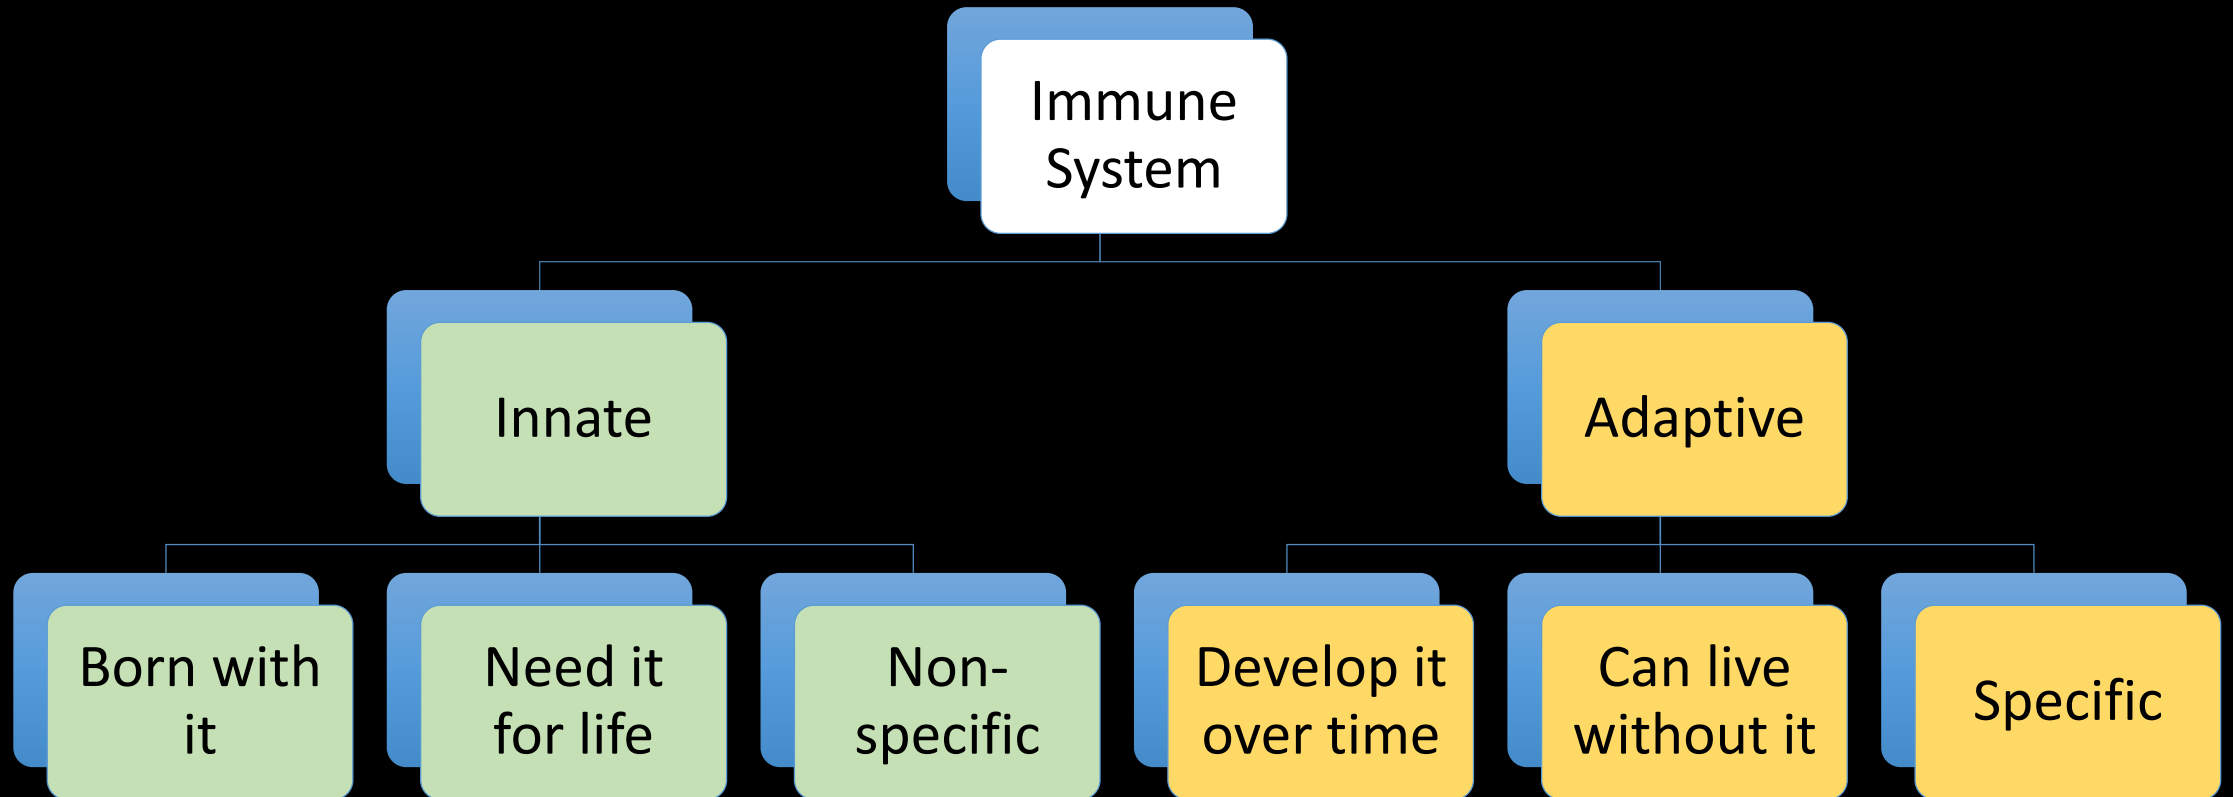 Immune
System
Innate
Adaptive
Born with
it
Need it
for life
Non-
specific
Develop it
over time
Can live
without it
Specific